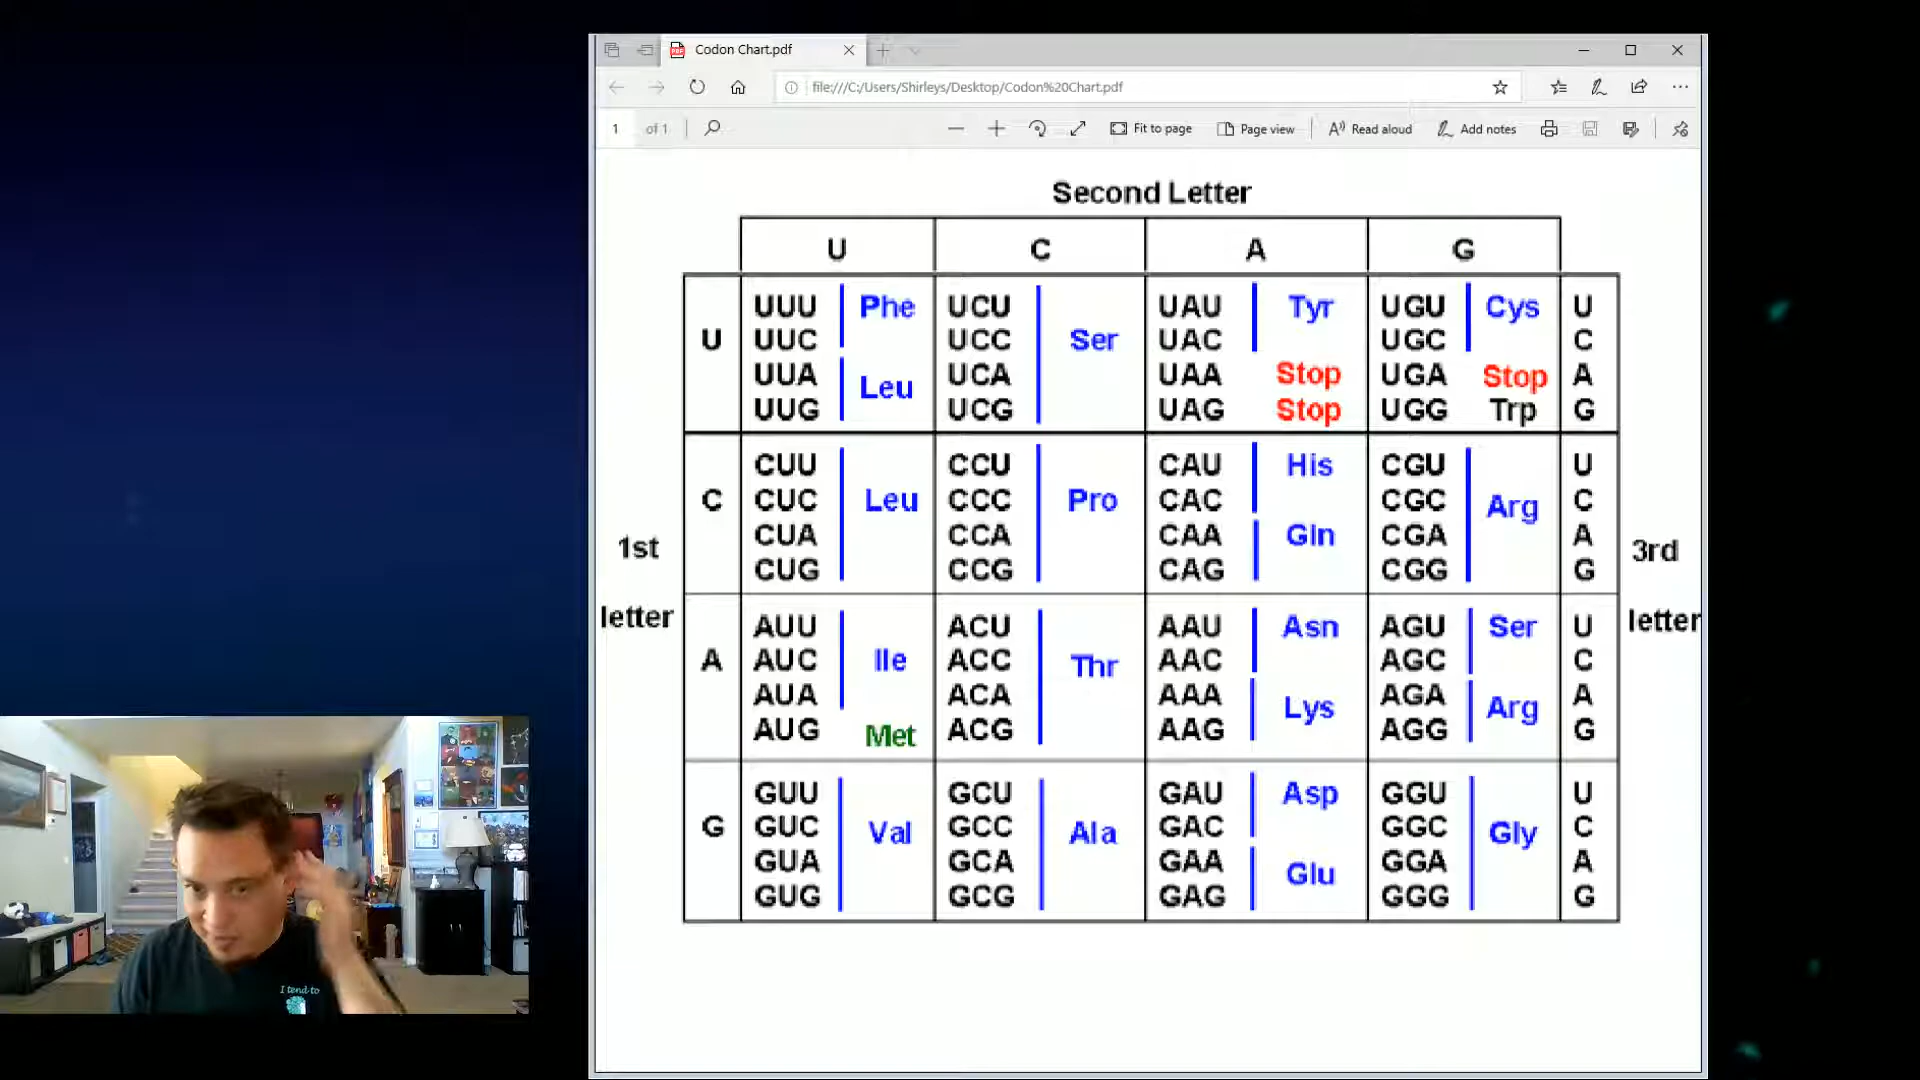 Codon Chart.pdf
file:///C:/Users/Shirleys/Desktop/Codon%20Chart.pdf
1 of 1 Fit to page Page view Read aloud Add notes
Second Letter
U C A G
UUU Phe UCU UAU Tyr UGU Cys U
U UUC UCC Ser UAC UGC C
UUA Leu UCA UAA Stop UGA Stop A
UUG UCG UAG Stop UGG Trp G
CUU CCU CAU His CGU U
C CUC Leu CCC Pro CAC CGC Arg C
CUA CCA CAA Gln CGA A
CUG CCG CAG CGG G
1st letter
3rd letter
AUU ACU AAU Asn AGU Ser U
A AUC Ile ACC Thr AAC AGC C
AUA ACA AAA Lys AGA Arg A
AUG Met ACG AAG AGG G
GUU GCU GAU Asp GGU U
G GUC Val GCC Ala GAC GGC Gly C
GUA GCA GAA Glu GGA A
GUG GCG GAG GGG G
I tend to